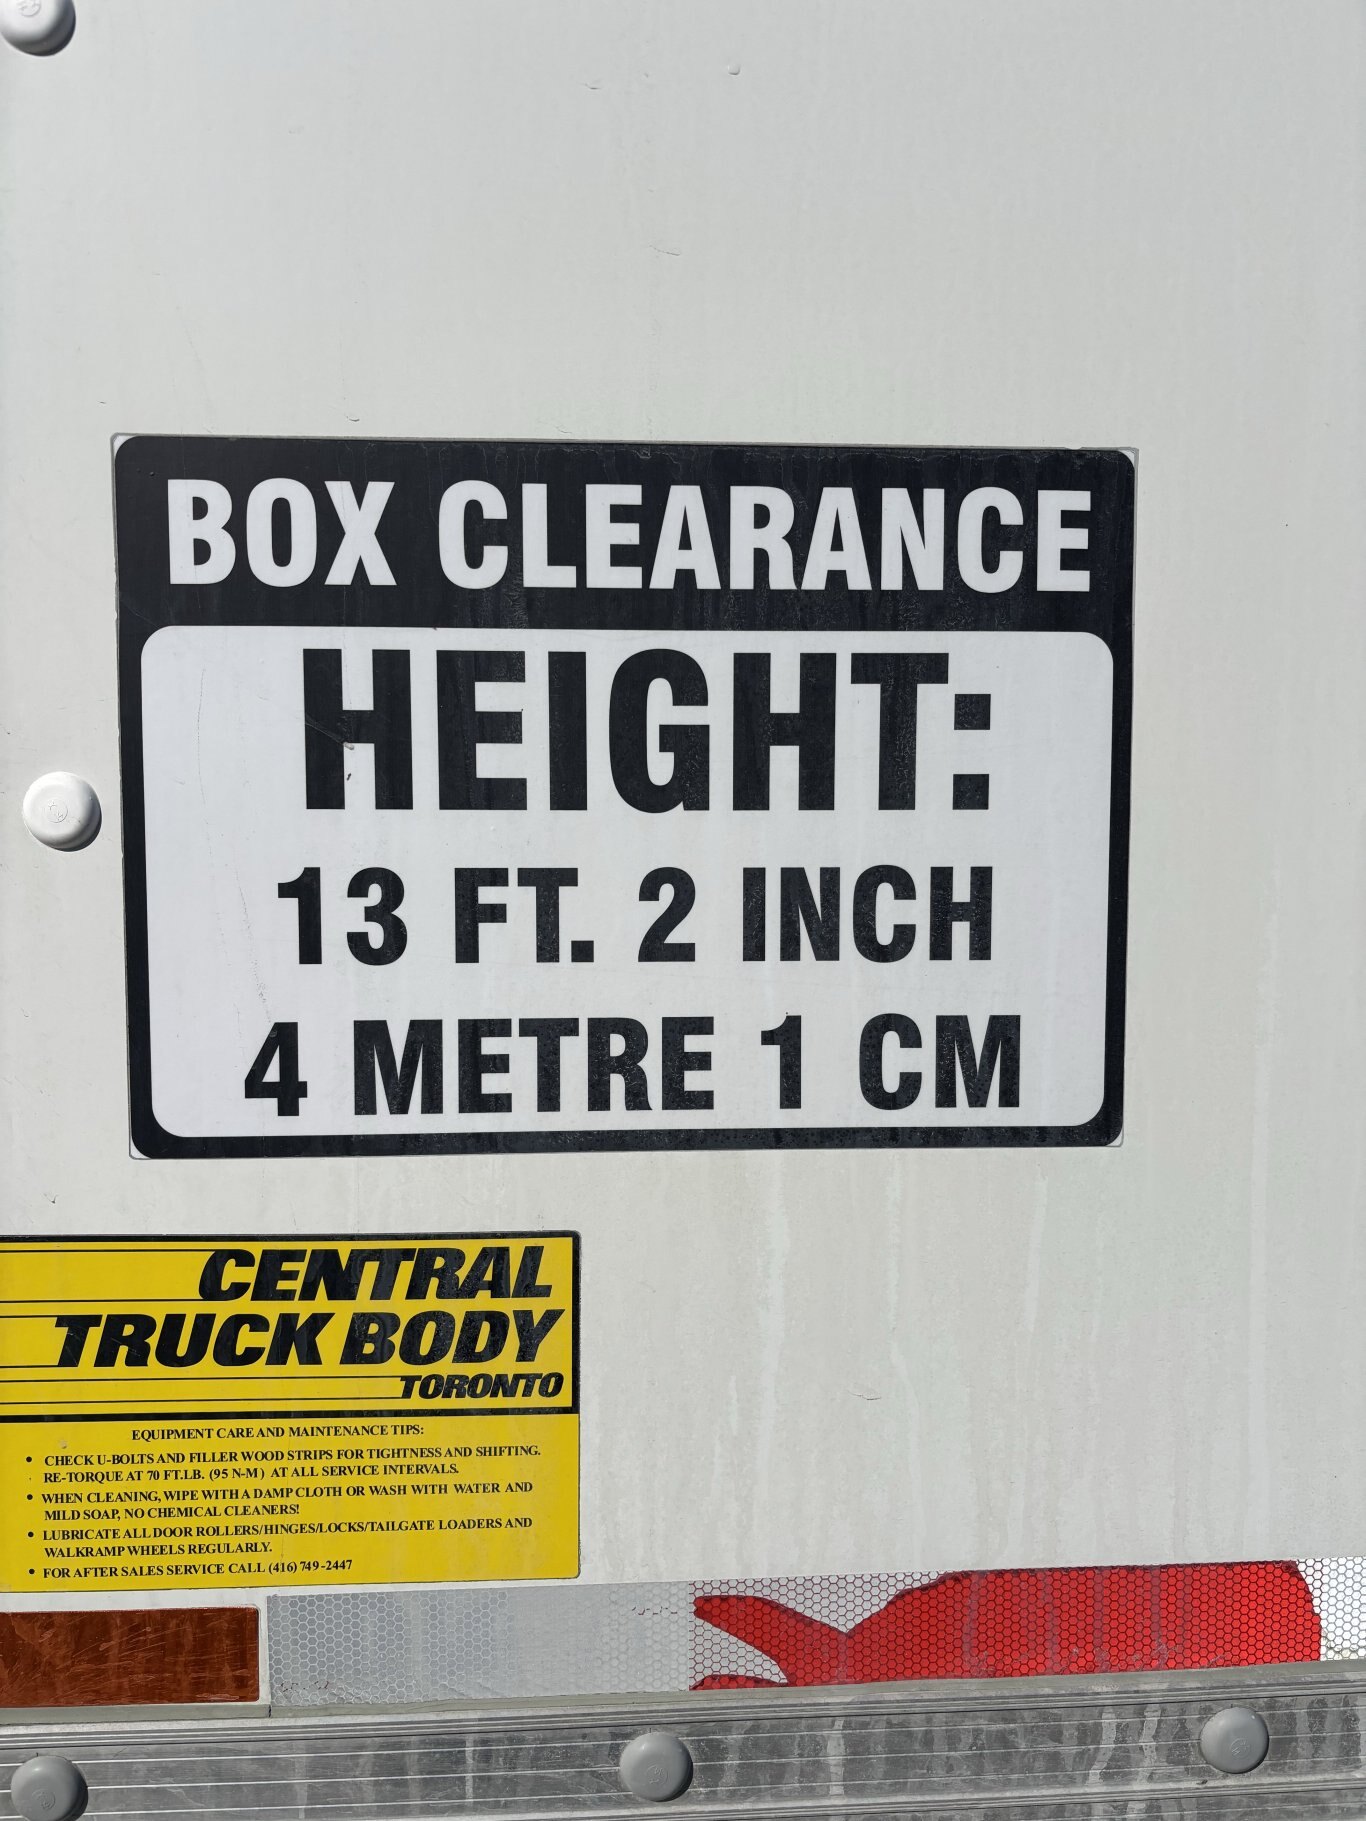 BOX CLEARANCE
HEIGHT:
13 FT. 2 INCH
4 METRE 1 CM
CENTRAL
TRUCK BODY
TORONTO
EQUIPMENT CARE AND MAINTENANCE TIPS:
• CHECK U-BOLTS AND FILLER WOOD STRIPS FOR TIGHTNESS AND SHIFTING.
RE-TORQUE AT 70 FT.LB. (95 N-M) AT ALL SERVICE INTERVALS.
• WHEN CLEANING, WIPE WITH A DAMP CLOTH OR WASH WITH WATER AND
MILD SOAP, NO CHEMICAL CLEANERS!
• LUBRICATE ALL DOOR ROLLERS/HINGES/LOCKS/TAILGATE LOADERS AND
WALKRAMP WHEELS REGULARLY.
• FOR AFTER SALES SERVICE CALL (416) 749-2447